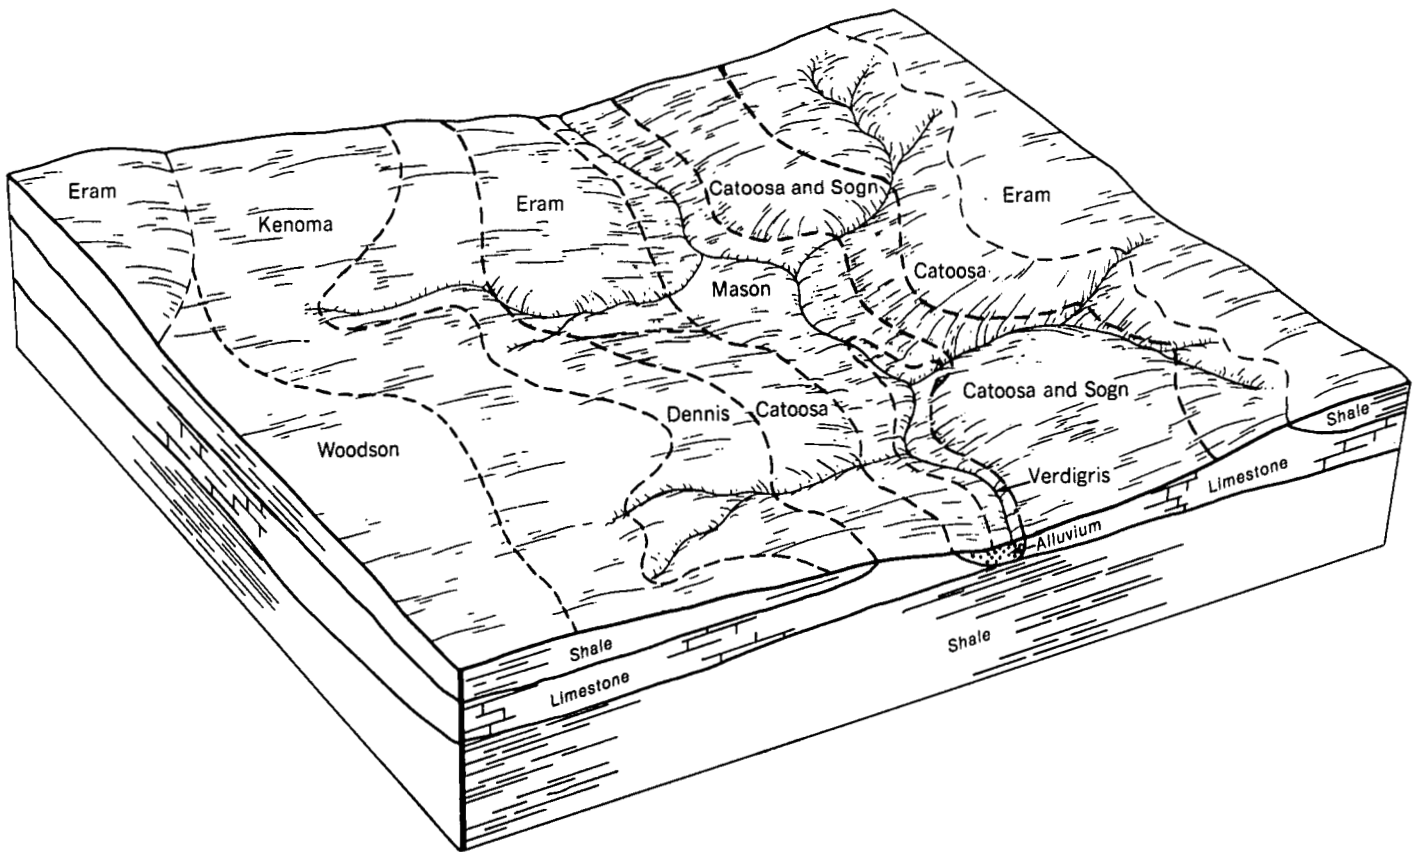 Eram
Kenoma
Eram
Catoosa and Sogn
Eram
Catoosa
Mason
Catoosa and Sogn
Dennis
Catoosa
Woodson
Verdigris
Shale
Limestone
Alluvium
Shale
Shale
Limestone